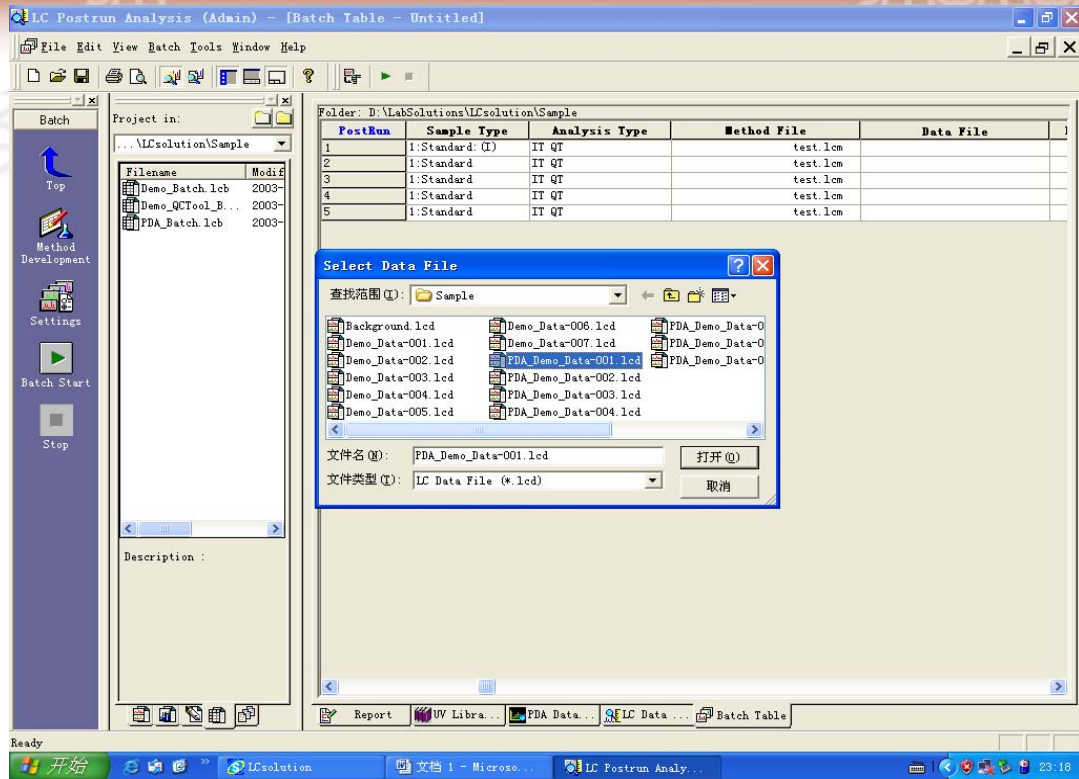 LC Postrun Analysis (Admin) - [Batch Table - Untitled]
File Edit View Batch Tools Window Help
Batch
Top
Method
Development
Settings
Batch Start
Stop
Project in:
...\LCsolution\Sample
Filename Modif
Demo_Batch.lcb 2003-
Demo_QCTool_B... 2003-
PDA_Batch.lcb 2003-
Description :
Folder: D:\LabSolutions\LCsolution\Sample
PostRun Sample Type Analysis Type Method File Data File
1 1:Standard:(I) IT QT test.lcm
2 1:Standard IT QT test.lcm
3 1:Standard IT QT test.lcm
4 1:Standard IT QT test.lcm
5 1:Standard IT QT test.lcm
Select Data File
查找范围(I): Sample
Background.lcd Demo_Data-006.lcd PDA_Demo_Data-0
Demo_Data-001.lcd Demo_Data-007.lcd PDA_Demo_Data-0
Demo_Data-002.lcd PDA_Demo_Data-001.lcd PDA_Demo_Data-0
Demo_Data-003.lcd PDA_Demo_Data-002.lcd
Demo_Data-004.lcd PDA_Demo_Data-003.lcd
Demo_Data-005.lcd PDA_Demo_Data-004.lcd
文件名(N): PDA_Demo_Data-001.lcd 打开(O)
文件类型(T): LC Data File (*.lcd) 取消
Report UV Libra... PDA Data... LC Data ... Batch Table
Ready
开始 LCsolution 文档 1 - Microso... LC Postrun Analy... 23:18